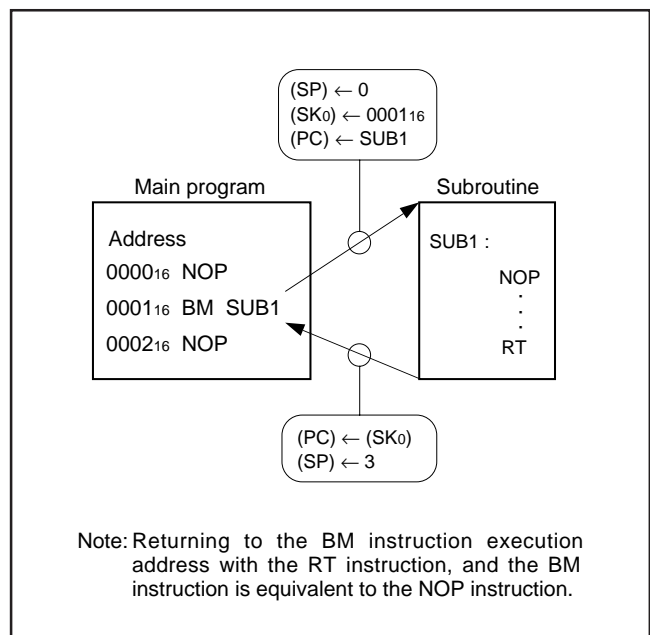 (SP) ← 0
(SK0) ← 000116
(PC) ← SUB1
Main program
Subroutine
Address
000016 NOP
000116 BM SUB1
000216 NOP
SUB1 :
NOP
·
·
·
RT
(PC) ← (SK0)
(SP) ← 3
Note: Returning to the BM instruction execution
address with the RT instruction, and the BM
instruction is equivalent to the NOP instruction.